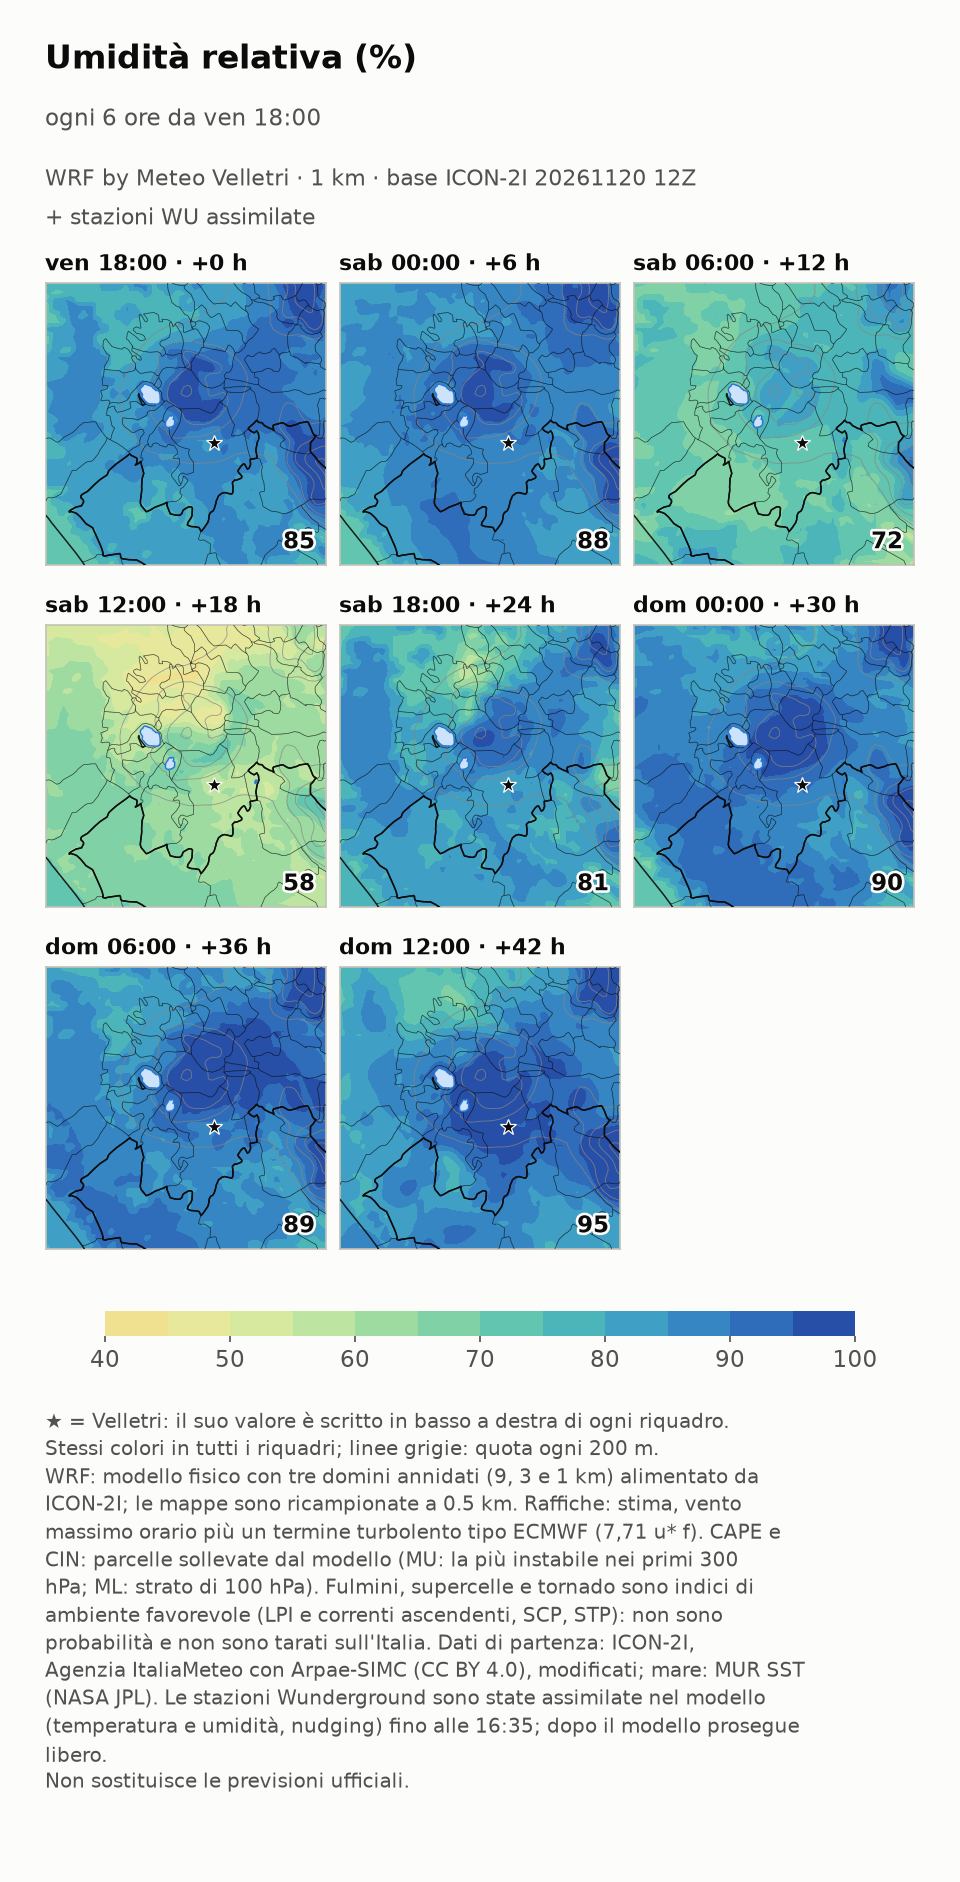 Umidità relativa (%)
ogni 6 ore da ven 18:00
WRF by Meteo Velletri · 1 km · base ICON-2I 20261120 12Z
+ stazioni WU assimilate
ven 18:00 · +0 h
sab 00:00 · +6 h
sab 06:00 · +12 h
85
88
72
sab 12:00 · +18 h
sab 18:00 · +24 h
dom 00:00 · +30 h
58
81
90
dom 06:00 · +36 h
dom 12:00 · +42 h
89
95
40 50 60 70 80 90 100
★ = Velletri: il suo valore è scritto in basso a destra di ogni riquadro.
Stessi colori in tutti i riquadri; linee grigie: quota ogni 200 m.
WRF: modello fisico con tre domini annidati (9, 3 e 1 km) alimentato da
ICON-2I; le mappe sono ricampionate a 0.5 km. Raffiche: stima, vento
massimo orario più un termine turbolento tipo ECMWF (7,71 u* f). CAPE e
CIN: parcelle sollevate dal modello (MU: la più instabile nei primi 300
hPa; ML: strato di 100 hPa). Fulmini, supercelle e tornado sono indici di
ambiente favorevole (LPI e correnti ascendenti, SCP, STP): non sono
probabilità e non sono tarati sull'Italia. Dati di partenza: ICON-2I,
Agenzia ItaliaMeteo con Arpae-SIMC (CC BY 4.0), modificati; mare: MUR SST
(NASA JPL). Le stazioni Wunderground sono state assimilate nel modello
(temperatura e umidità, nudging) fino alle 16:35; dopo il modello prosegue
libero.
Non sostituisce le previsioni ufficiali.